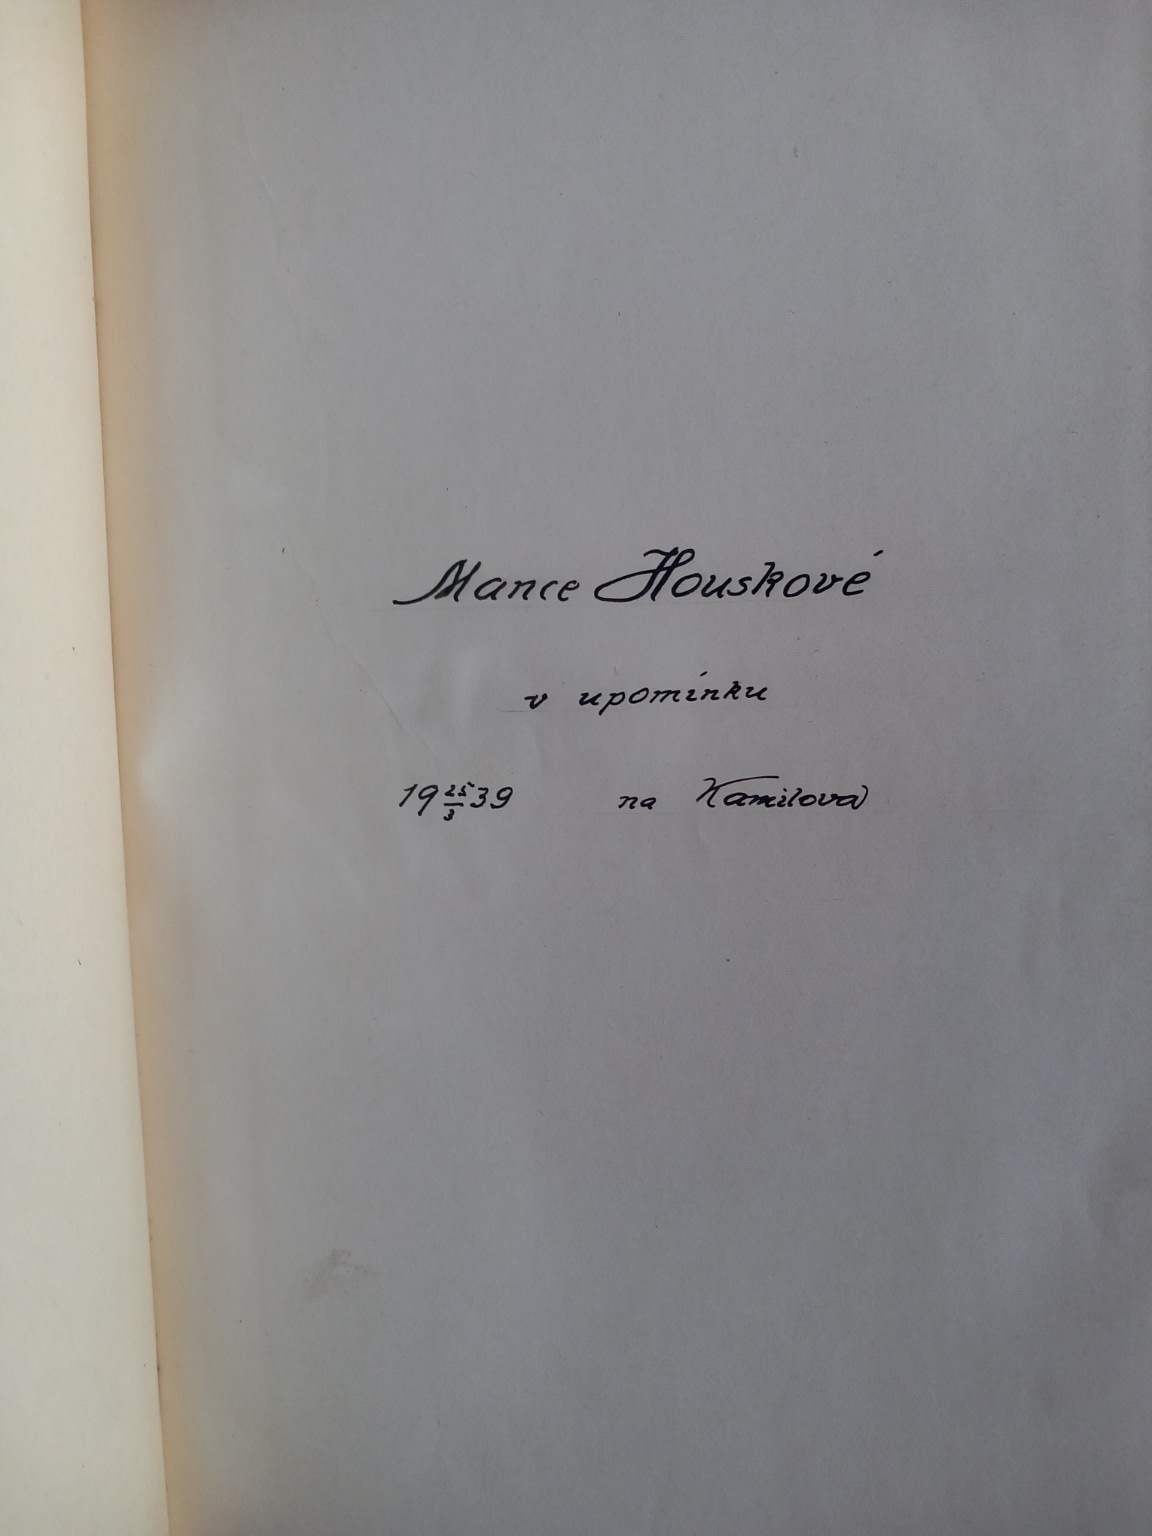 Mance Houskové
v upomínku
19 25/3 39 na Kamilova